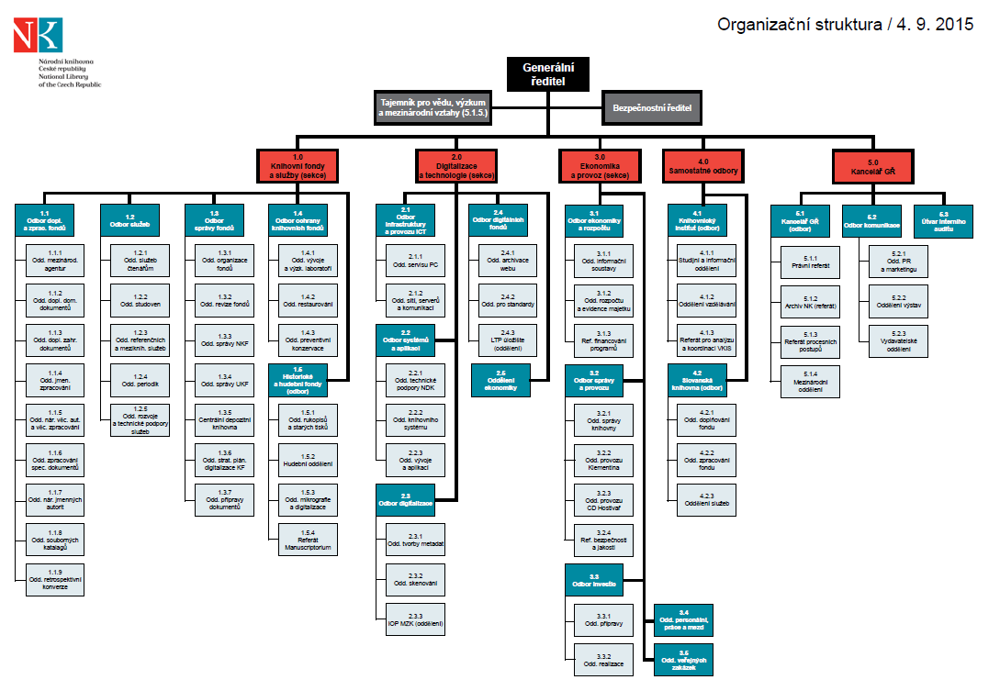 Organizační struktura / 4. 9. 2015
NK
Národní knihovna
České republiky
National Library
of the Czech Republic
Generální
ředitel
Tajemník pro vědu, výzkum
a mezinárodní vztahy (5.1.5.)
Bezpečnostní ředitel
1.0
Knihovní fondy
a služby (sekce)
2.0
Digitalizace
a technologie (sekce)
3.0
Ekonomika
a provoz (sekce)
4.0
Samostatné odbory
5.0
Kancelář GŘ
1.1
Odbor dopl.
a zprac. fondů
1.1.1
Odd. mezinárod.
agentur
1.1.2
Odd. dopl. dom.
dokumentů
1.1.3
Odd. dopl. zahr.
dokumentů
1.1.4
Odd. jmen.
zpracování
1.1.5
Odd. nár. věc. aut.
a věc. zpracování
1.1.6
Odd. zpracování
spec. dokumentů
1.1.7
Odd. nár. jmenných
autorit
1.1.8
Odd. souborných
katalogů
1.1.9
Odd. retrospektivní
konverze
1.2
Odbor služeb
1.2.1
Odd. služeb
čtenářům
1.2.2
Odd. studoven
1.2.3
Odd. referenčních
a meziknih. služeb
1.2.4
Odd. periodik
1.2.5
Odd. rozvoje
a technické podpory
služeb
1.3
Odbor
správy fondů
1.3.1
Odd. organizace
fondů
1.3.2
Odd. revize fondů
1.3.3
Odd. správy NKF
1.3.4
Odd. správy UKF
1.3.5
Centrální depozitní
knihovna
1.3.6
Odd. strat. plán.
digitalizace KF
1.3.7
Odd. přípravy
dokumentů
1.4
Odbor ochrany
knihovních fondů
1.4.1
Odd. vývoje
a výzk. laboratoří
1.4.2
Odd. restaurování
1.4.3
Odd. preventivní
konzervace
1.5
Historické
a hudební fondy
(odbor)
1.5.1
Odd. rukopisů
a starých tisků
1.5.2
Hudební oddělení
1.5.3
Odd. mikrografie
a digitalizace
1.5.4
Referát
Manuscriptorium
2.1
Odbor
infrastruktury
a provozu ICT
2.1.1
Odd. servisu PC
2.1.2
Odd. sítí, serverů
a komunikací
2.2
Odbor systémů
a aplikací
2.2.1
Odd. technické
podpory NDK
2.2.2
Odd. knihovního
systému
2.2.3
Odd. vývoje
a aplikací
2.3
Odbor digitalizace
2.3.1
Odd. tvorby metadat
2.3.2
Odd. skenování
2.3.3
IOP MZK (oddělení)
2.4
Odbor digitálních
fondů
2.4.1
Odd. archivace
webu
2.4.2
Odd. pro standardy
2.4.3
LTP úložiště
(oddělení)
2.5
Oddělení
ekonomiky
3.1
Odbor ekonomiky
a rozpočtu
3.1.1
Odd. informační
soustavy
3.1.2
Odd. rozpočtu
a evidence majetku
3.1.3
Ref. financování
programů
3.2
Odbor správy
a provozu
3.2.1
Odd. správy
knihovny
3.2.2
Odd. provozu
Klementina
3.2.3
Odd. provozu
CD Hostivař
3.2.4
Ref. bezpečnosti
a jakosti
3.3
Odbor investic
3.3.1
Odd. přípravy
3.3.2
Odd. realizace
3.4
Odd. personální,
práce a mezd
3.5
Odd. veřejných
zakázek
4.1
Knihovnický
institut (odbor)
4.1.1
Studijní a informační
oddělení
4.1.2
Oddělení vzdělávání
4.1.3
Referát pro analýzu
a koordinaci VKIS
4.2
Slovanská
knihovna (odbor)
4.2.1
Odd. doplňování
fondu
4.2.2
Odd. zpracování
fondu
4.2.3
Oddělení služeb
5.1
Kancelář GŘ
(odbor)
5.1.1
Právní referát
5.1.2
Archiv NK (referát)
5.1.3
Referát procesních
postupů
5.1.4
Mezinárodní
oddělení
5.2
Odbor komunikace
5.2.1
Odd. PR
a marketingu
5.2.2
Oddělení výstav
5.2.3
Vydavatelské
oddělení
5.3
Útvar interního
auditu